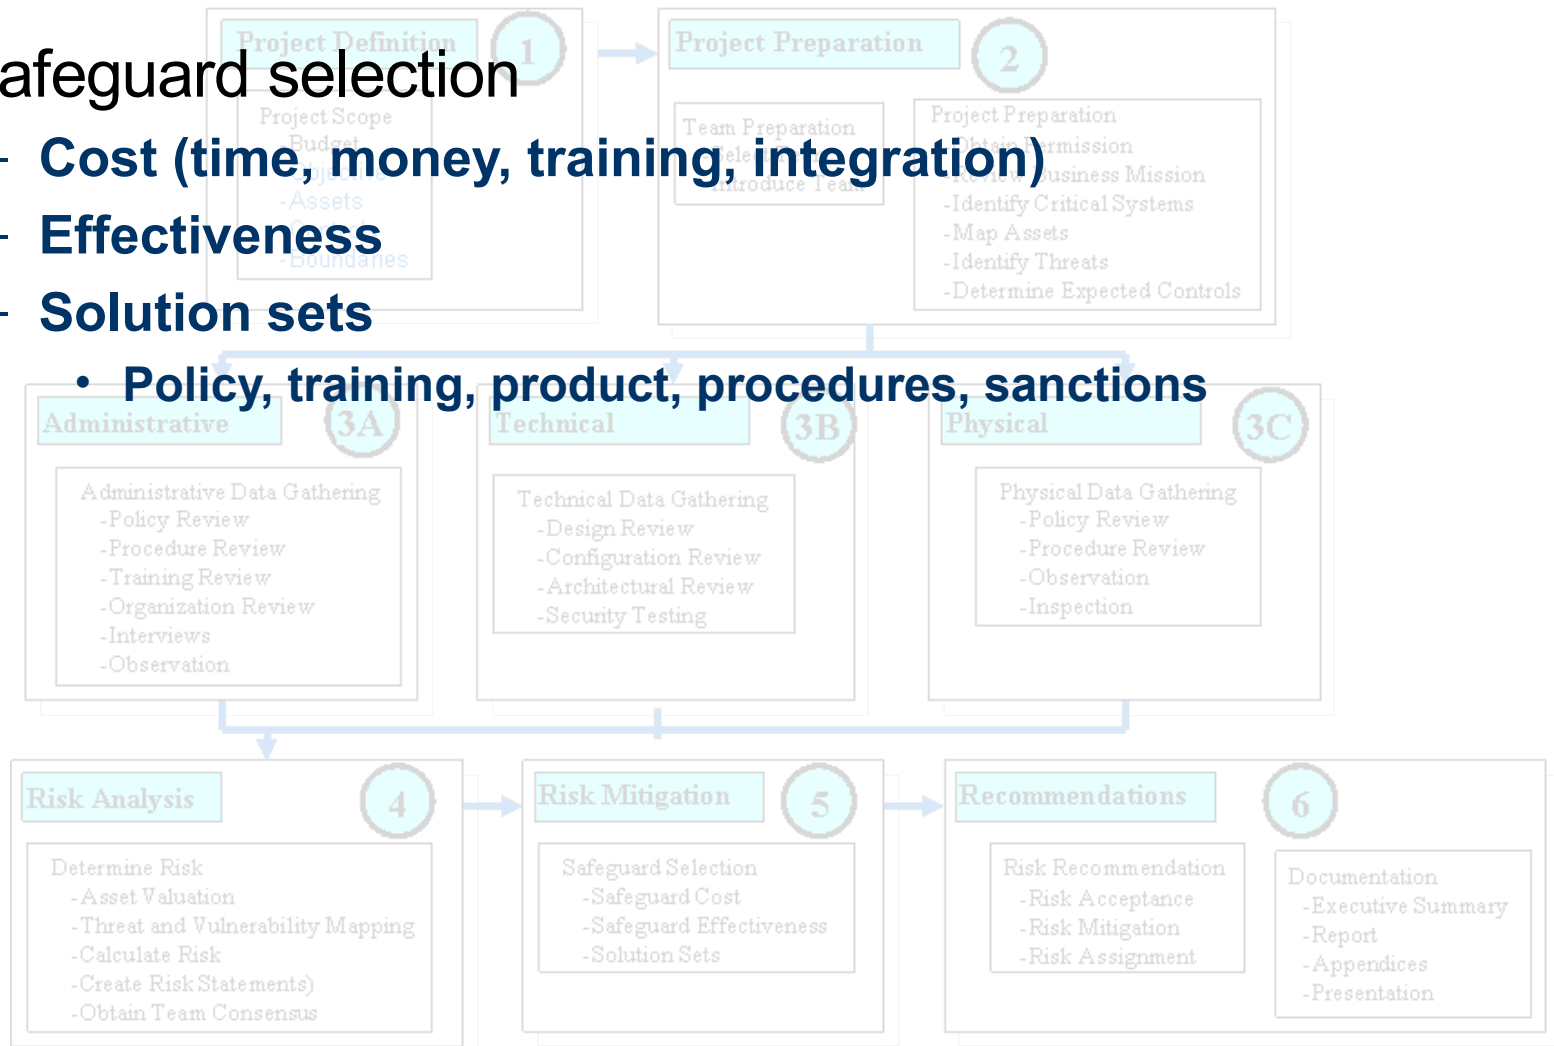 afeguard selection
- Cost (time, money, training, integration)
- Effectiveness
- Solution sets
• Policy, training, product, procedures, sanctions
Project Definition
1
Project Scope
-Budget
-Assets
-Boundaries
Project Preparation
2
Team Preparation
-Introduce Team
Project Preparation
-Obtain Permission
-Review Business Mission
-Identify Critical Systems
-Map Assets
-Identify Threats
-Determine Expected Controls
Administrative
3A
Administrative Data Gathering
-Policy Review
-Procedure Review
-Training Review
-Organization Review
-Interviews
-Observation
Technical
3B
Technical Data Gathering
-Design Review
-Configuration Review
-Architectural Review
-Security Testing
Physical
3C
Physical Data Gathering
-Policy Review
-Procedure Review
-Observation
-Inspection
Risk Analysis
4
Determine Risk
-Asset Valuation
-Threat and Vulnerability Mapping
-Calculate Risk
-Create Risk Statements)
-Obtain Team Consensus
Risk Mitigation
5
Safeguard Selection
-Safeguard Cost
-Safeguard Effectiveness
-Solution Sets
Recommendations
6
Risk Recommendation
-Risk Acceptance
-Risk Mitigation
-Risk Assignment
Documentation
-Executive Summary
-Report
-Appendices
-Presentation